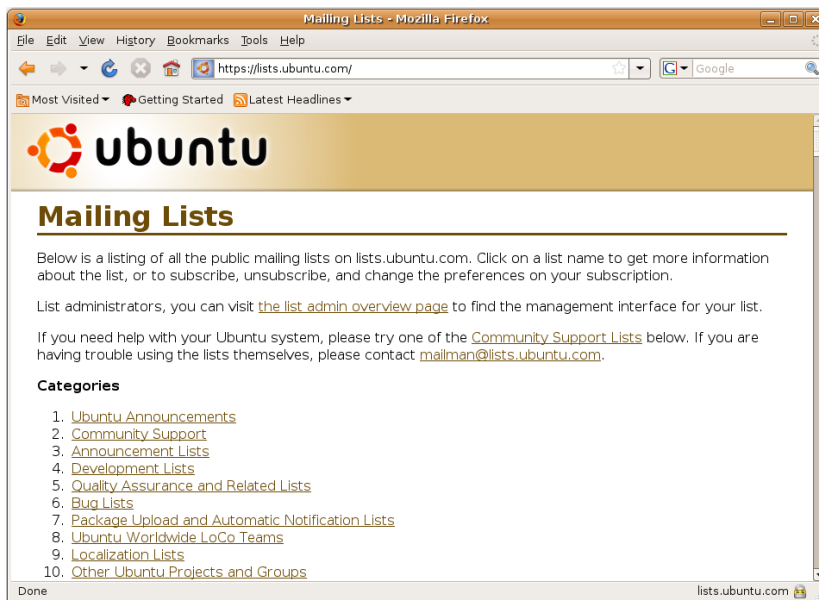 Mailing Lists - Mozilla Firefox
File Edit View History Bookmarks Tools Help
https://lists.ubuntu.com/ G Google
Most Visited Getting Started Latest Headlines
ubuntu
Mailing Lists
Below is a listing of all the public mailing lists on lists.ubuntu.com. Click on a list name to get more information
about the list, or to subscribe, unsubscribe, and change the preferences on your subscription.
List administrators, you can visit the list admin overview page to find the management interface for your list.
If you need help with your Ubuntu system, please try one of the Community Support Lists below. If you are
having trouble using the lists themselves, please contact mailman@lists.ubuntu.com.
Categories
1. Ubuntu Announcements
2. Community Support
3. Announcement Lists
4. Development Lists
5. Quality Assurance and Related Lists
6. Bug Lists
7. Package Upload and Automatic Notification Lists
8. Ubuntu Worldwide LoCo Teams
9. Localization Lists
10. Other Ubuntu Projects and Groups
Done lists.ubuntu.com